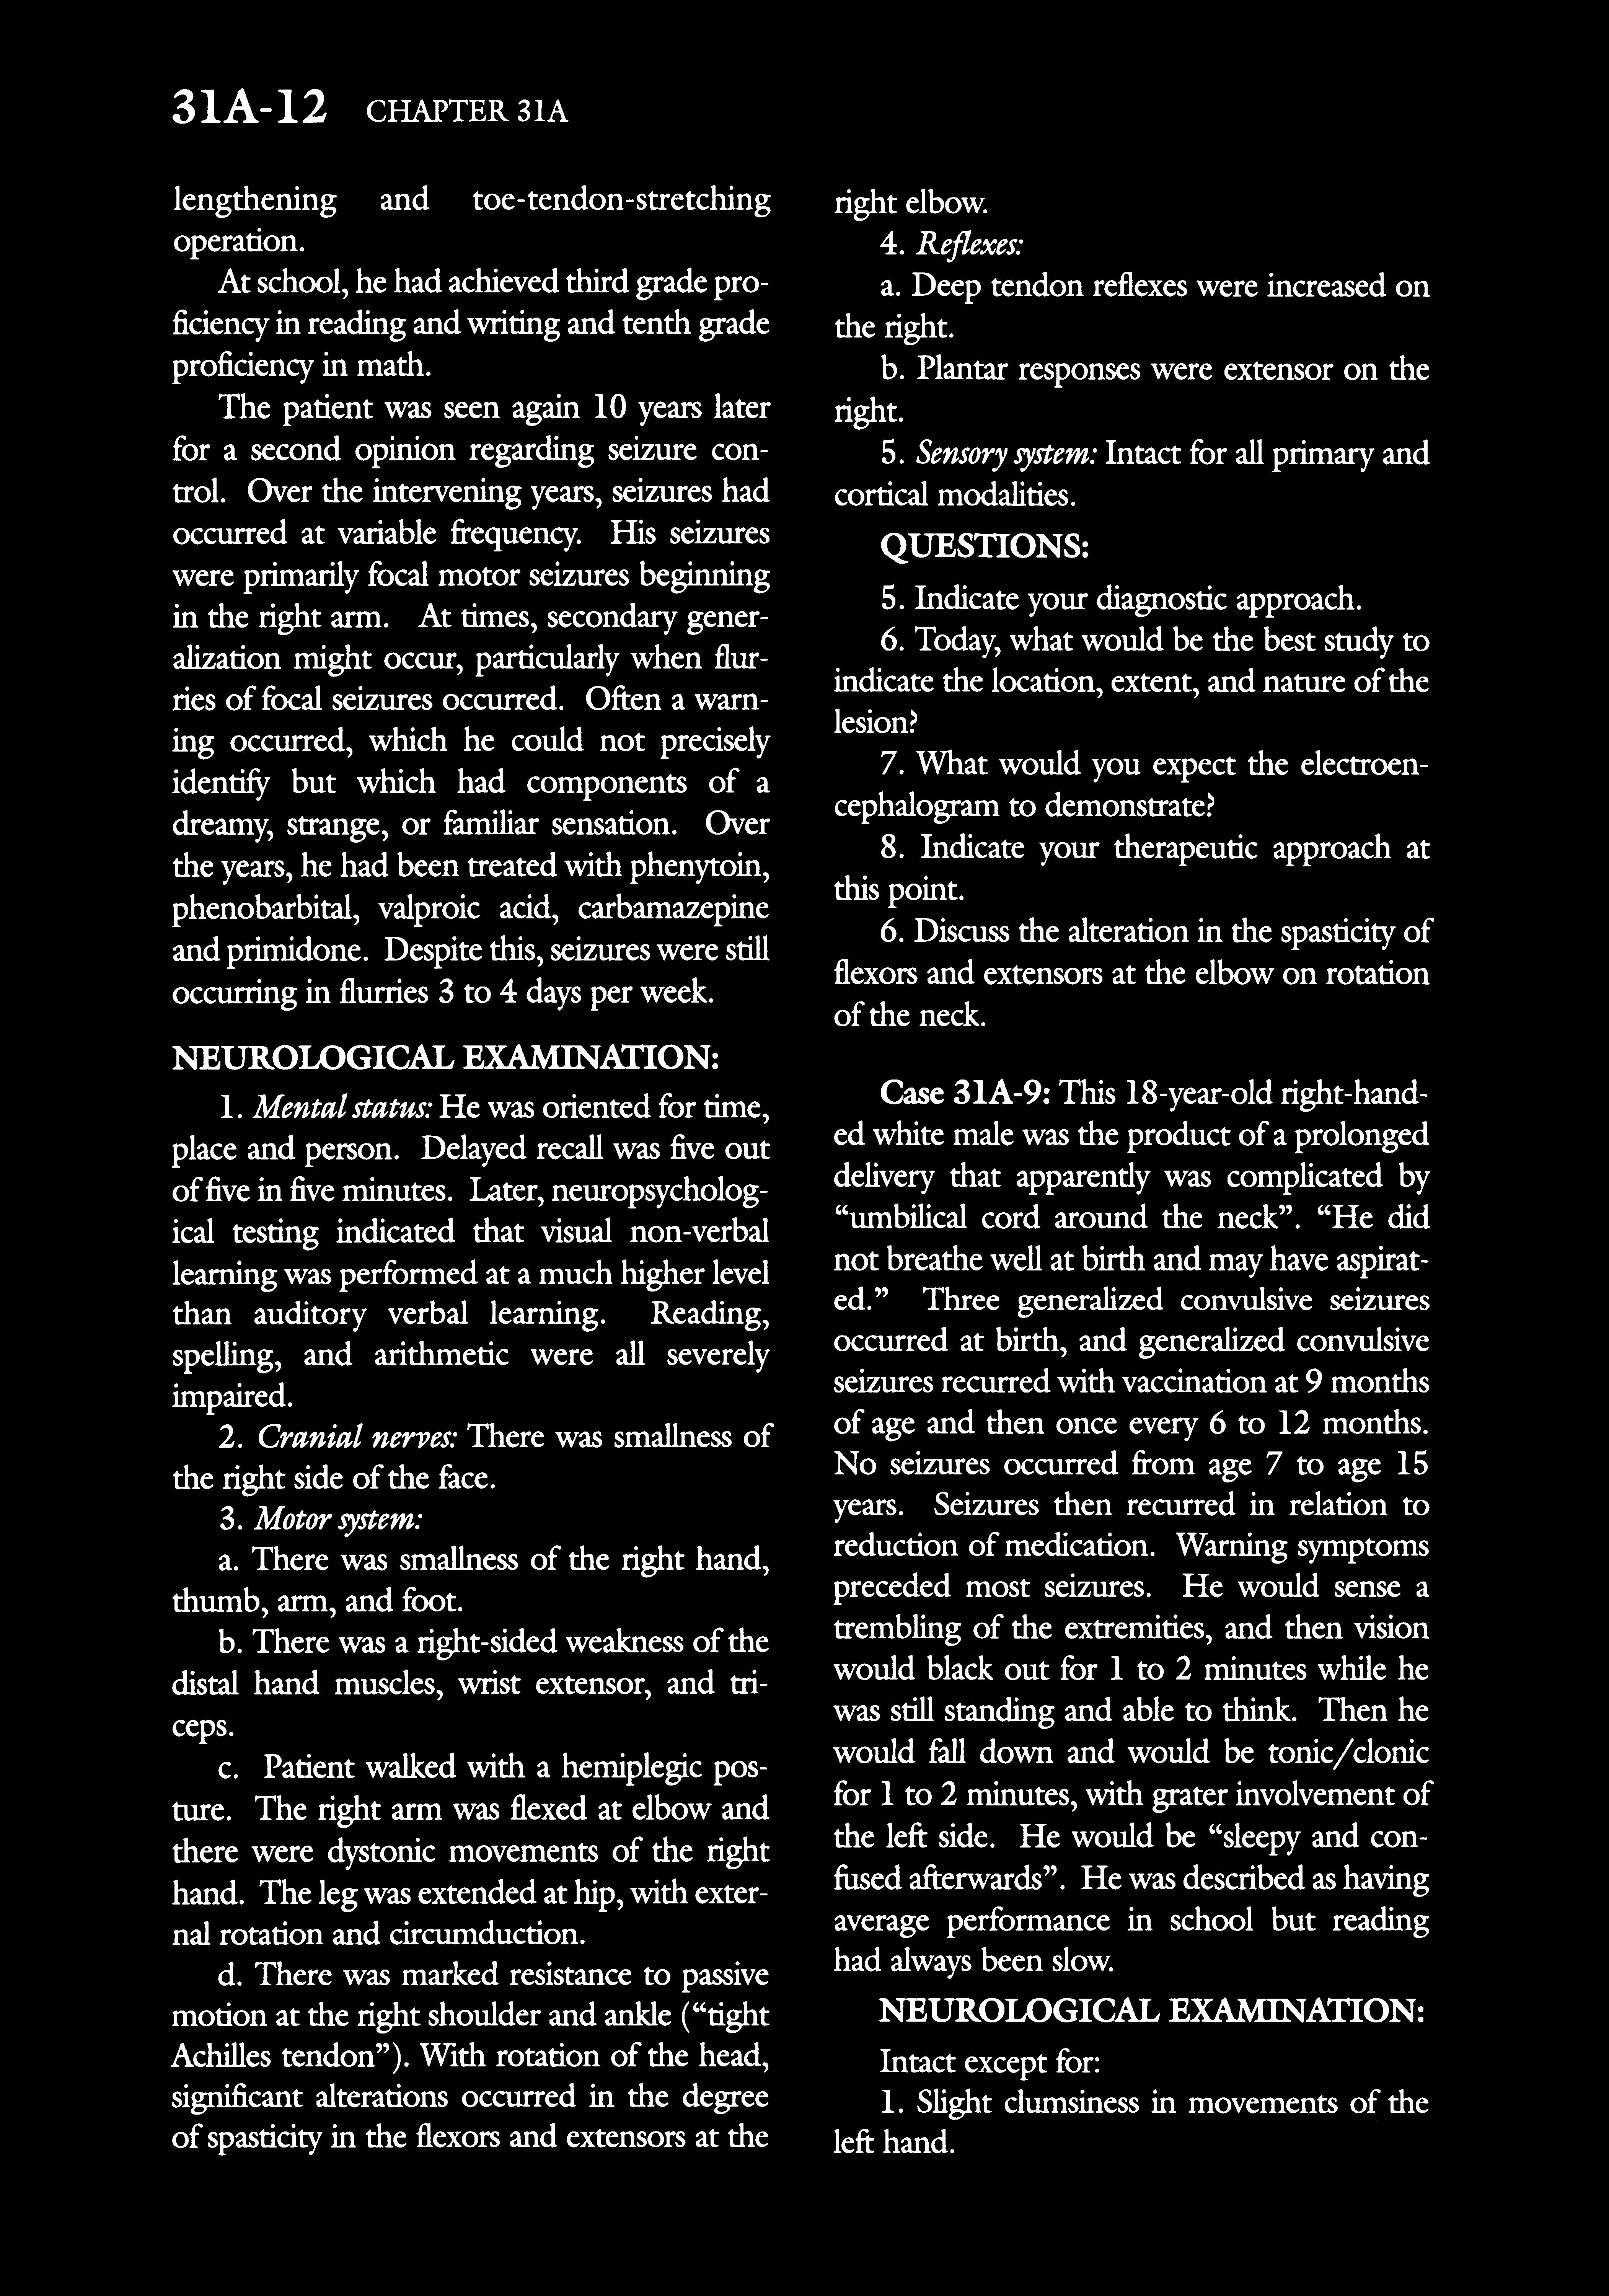 31A-12 CHAPTER 31A
lengthening and toe-tendon-stretching
operation.
At school, he had achieved third grade pro-
ficiency in reading and writing and tenth grade
proficiency in math.
The patient was seen again 10 years later
for a second opinion regarding seizure con-
trol. Over the intervening years, seizures had
occurred at variable frequency. His seizures
were primarily focal motor seizures beginning
in the right arm. At times, secondary gener-
alization might occur, particularly when flur-
ries of focal seizures occurred. Often a warn-
ing occurred, which he could not precisely
identify but which had components of a
dreamy, strange, or familiar sensation. Over
the years, he had been treated with phenytoin,
phenobarbital, valproic acid, carbamazepine
and primidone. Despite this, seizures were still
occurring in flurries 3 to 4 days per week.
NEUROLOGICAL EXAMINATION:
1. Mental status: He was oriented for time,
place and person. Delayed recall was five out
of five in five minutes. Later, neuropsycholog-
ical testing indicated that visual non-verbal
learning was performed at a much higher level
than auditory verbal learning. Reading,
spelling, and arithmetic were all severely
impaired.
2. Cranial nerves: There was smallness of
the right side of the face.
3. Motor system:
a. There was smallness of the right hand,
thumb, arm, and foot.
b. There was a right-sided weakness of the
distal hand muscles, wrist extensor, and tri-
ceps.
c. Patient walked with a hemiplegic pos-
ture. The right arm was flexed at elbow and
there were dystonic movements of the right
hand. The leg was extended at hip, with exter-
nal rotation and circumduction.
d. There was marked resistance to passive
motion at the right shoulder and ankle (“tight
Achilles tendon”). With rotation of the head,
significant alterations occurred in the degree
of spasticity in the flexors and extensors at the
right elbow.
4. Reflexes:
a. Deep tendon reflexes were increased on
the right.
b. Plantar responses were extensor on the
right.
5. Sensory system: Intact for all primary and
cortical modalities.
QUESTIONS:
5. Indicate your diagnostic approach.
6. Today, what would be the best study to
indicate the location, extent, and nature of the
lesion?
7. What would you expect the electroen-
cephalogram to demonstrate?
8. Indicate your therapeutic approach at
this point.
6. Discuss the alteration in the spasticity of
flexors and extensors at the elbow on rotation
of the neck.
Case 31A-9: This 18-year-old right-hand-
ed white male was the product of a prolonged
delivery that apparently was complicated by
“umbilical cord around the neck”. “He did
not breathe well at birth and may have aspirat-
ed.” Three generalized convulsive seizures
occurred at birth, and generalized convulsive
seizures recurred with vaccination at 9 months
of age and then once every 6 to 12 months.
No seizures occurred from age 7 to age 15
years. Seizures then recurred in relation to
reduction of medication. Warning symptoms
preceded most seizures. He would sense a
trembling of the extremities, and then vision
would black out for 1 to 2 minutes while he
was still standing and able to think. Then he
would fall down and would be tonic/clonic
for 1 to 2 minutes, with grater involvement of
the left side. He would be “sleepy and con-
fused afterwards”. He was described as having
average performance in school but reading
had always been slow.
NEUROLOGICAL EXAMINATION:
Intact except for:
1. Slight clumsiness in movements of the
left hand.